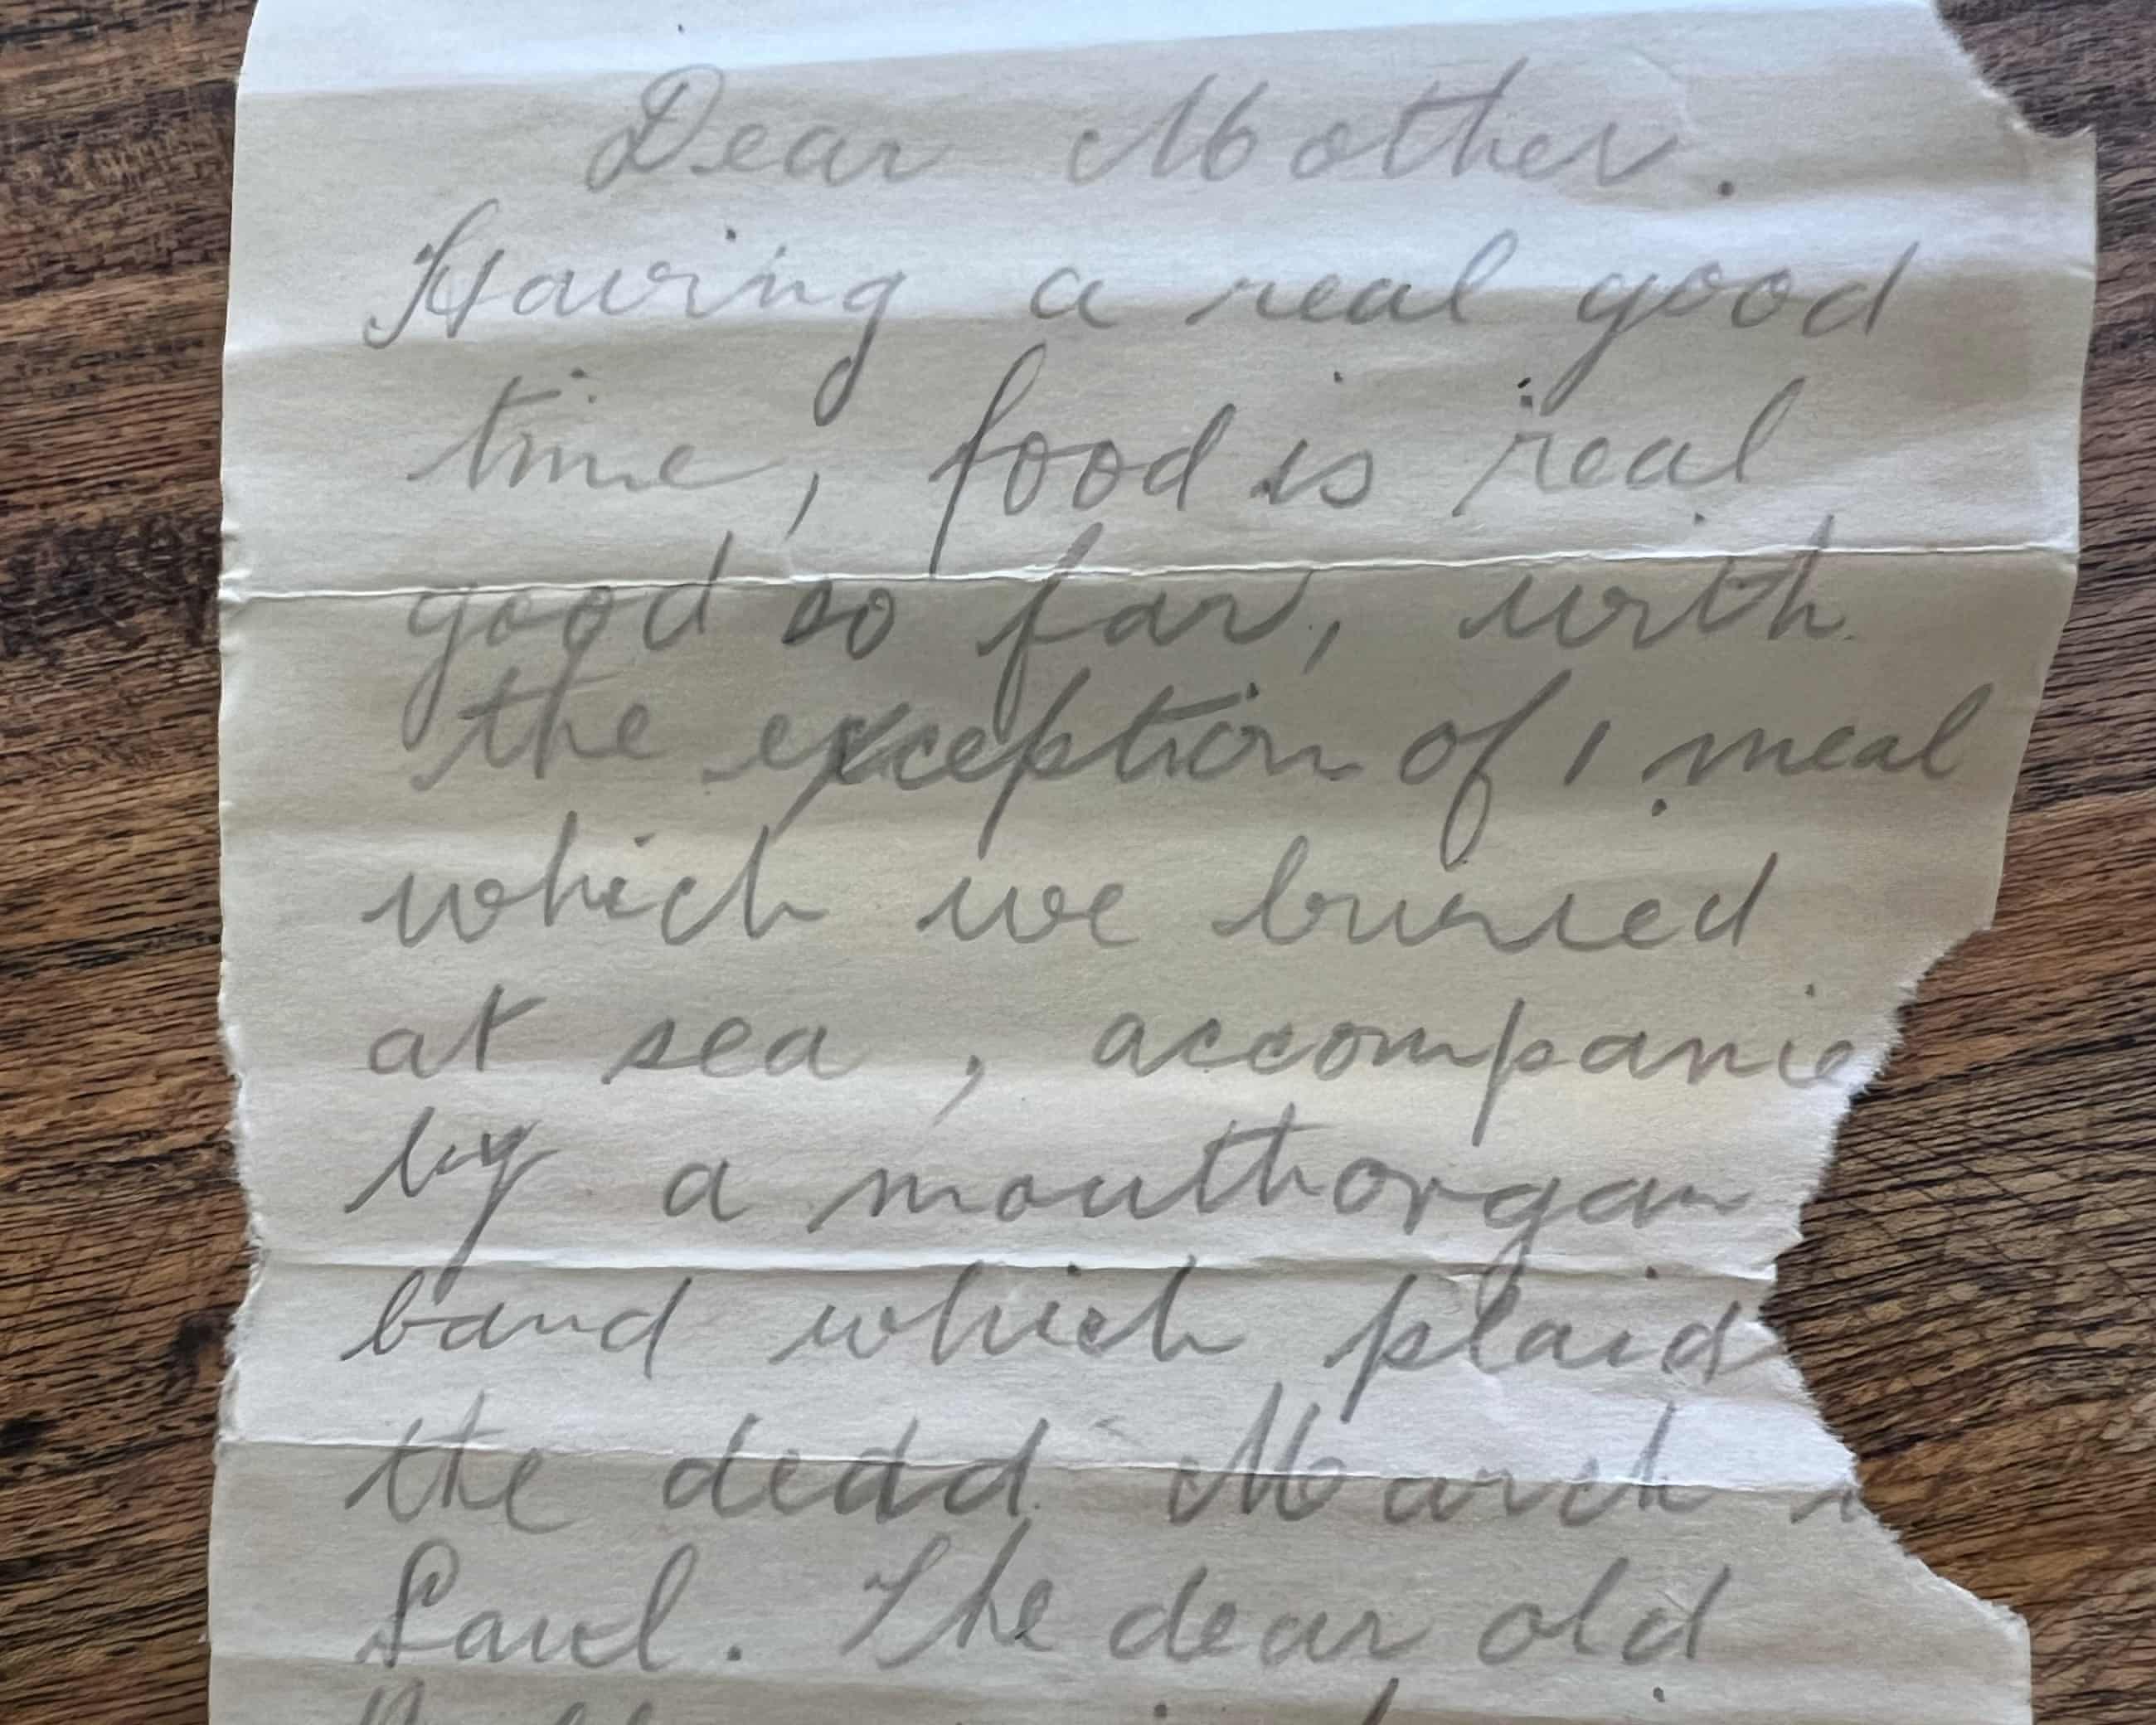 Dear Mother.
Having a real good
time, food is real
good so far, with
the exception of 1 meal
which we buried
at sea, accompanie
by a mouthorgan
band which plaid
the dead March
Saul. The dear old